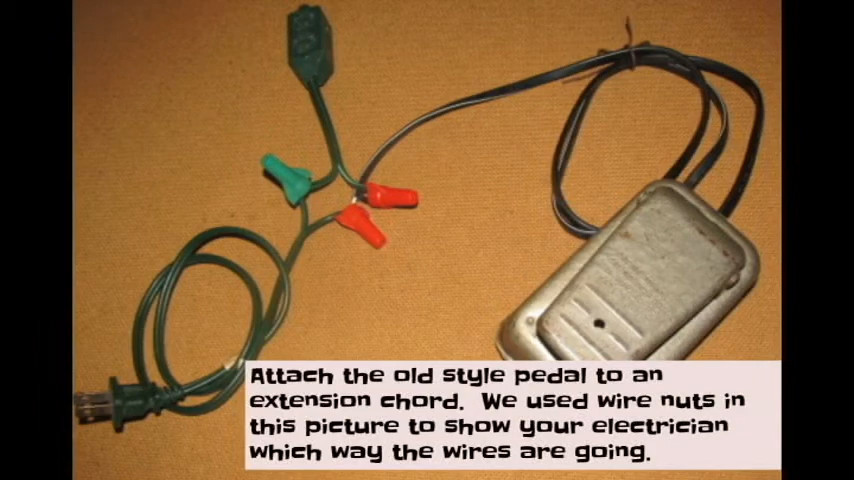 Attach the old style pedal to an
extension chord. We used wire nuts in
this picture to show your electrician
which way the wires are going.